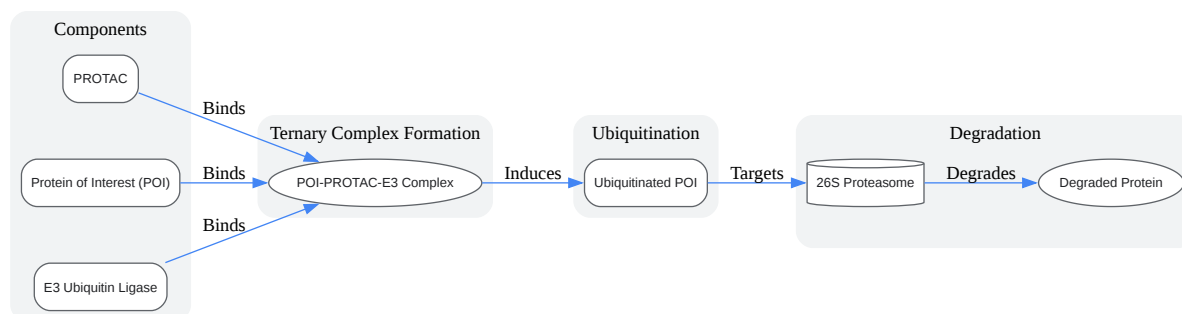 Components
PROTAC
Binds
Ternary Complex Formation
Ubiquitination
Degradation
Protein of Interest (POI)
Binds
POI-PROTAC-E3 Complex
Induces
Ubiquitinated POI
Targets
26S Proteasome
Degrades
Degraded Protein
Binds
E3 Ubiquitin Ligase